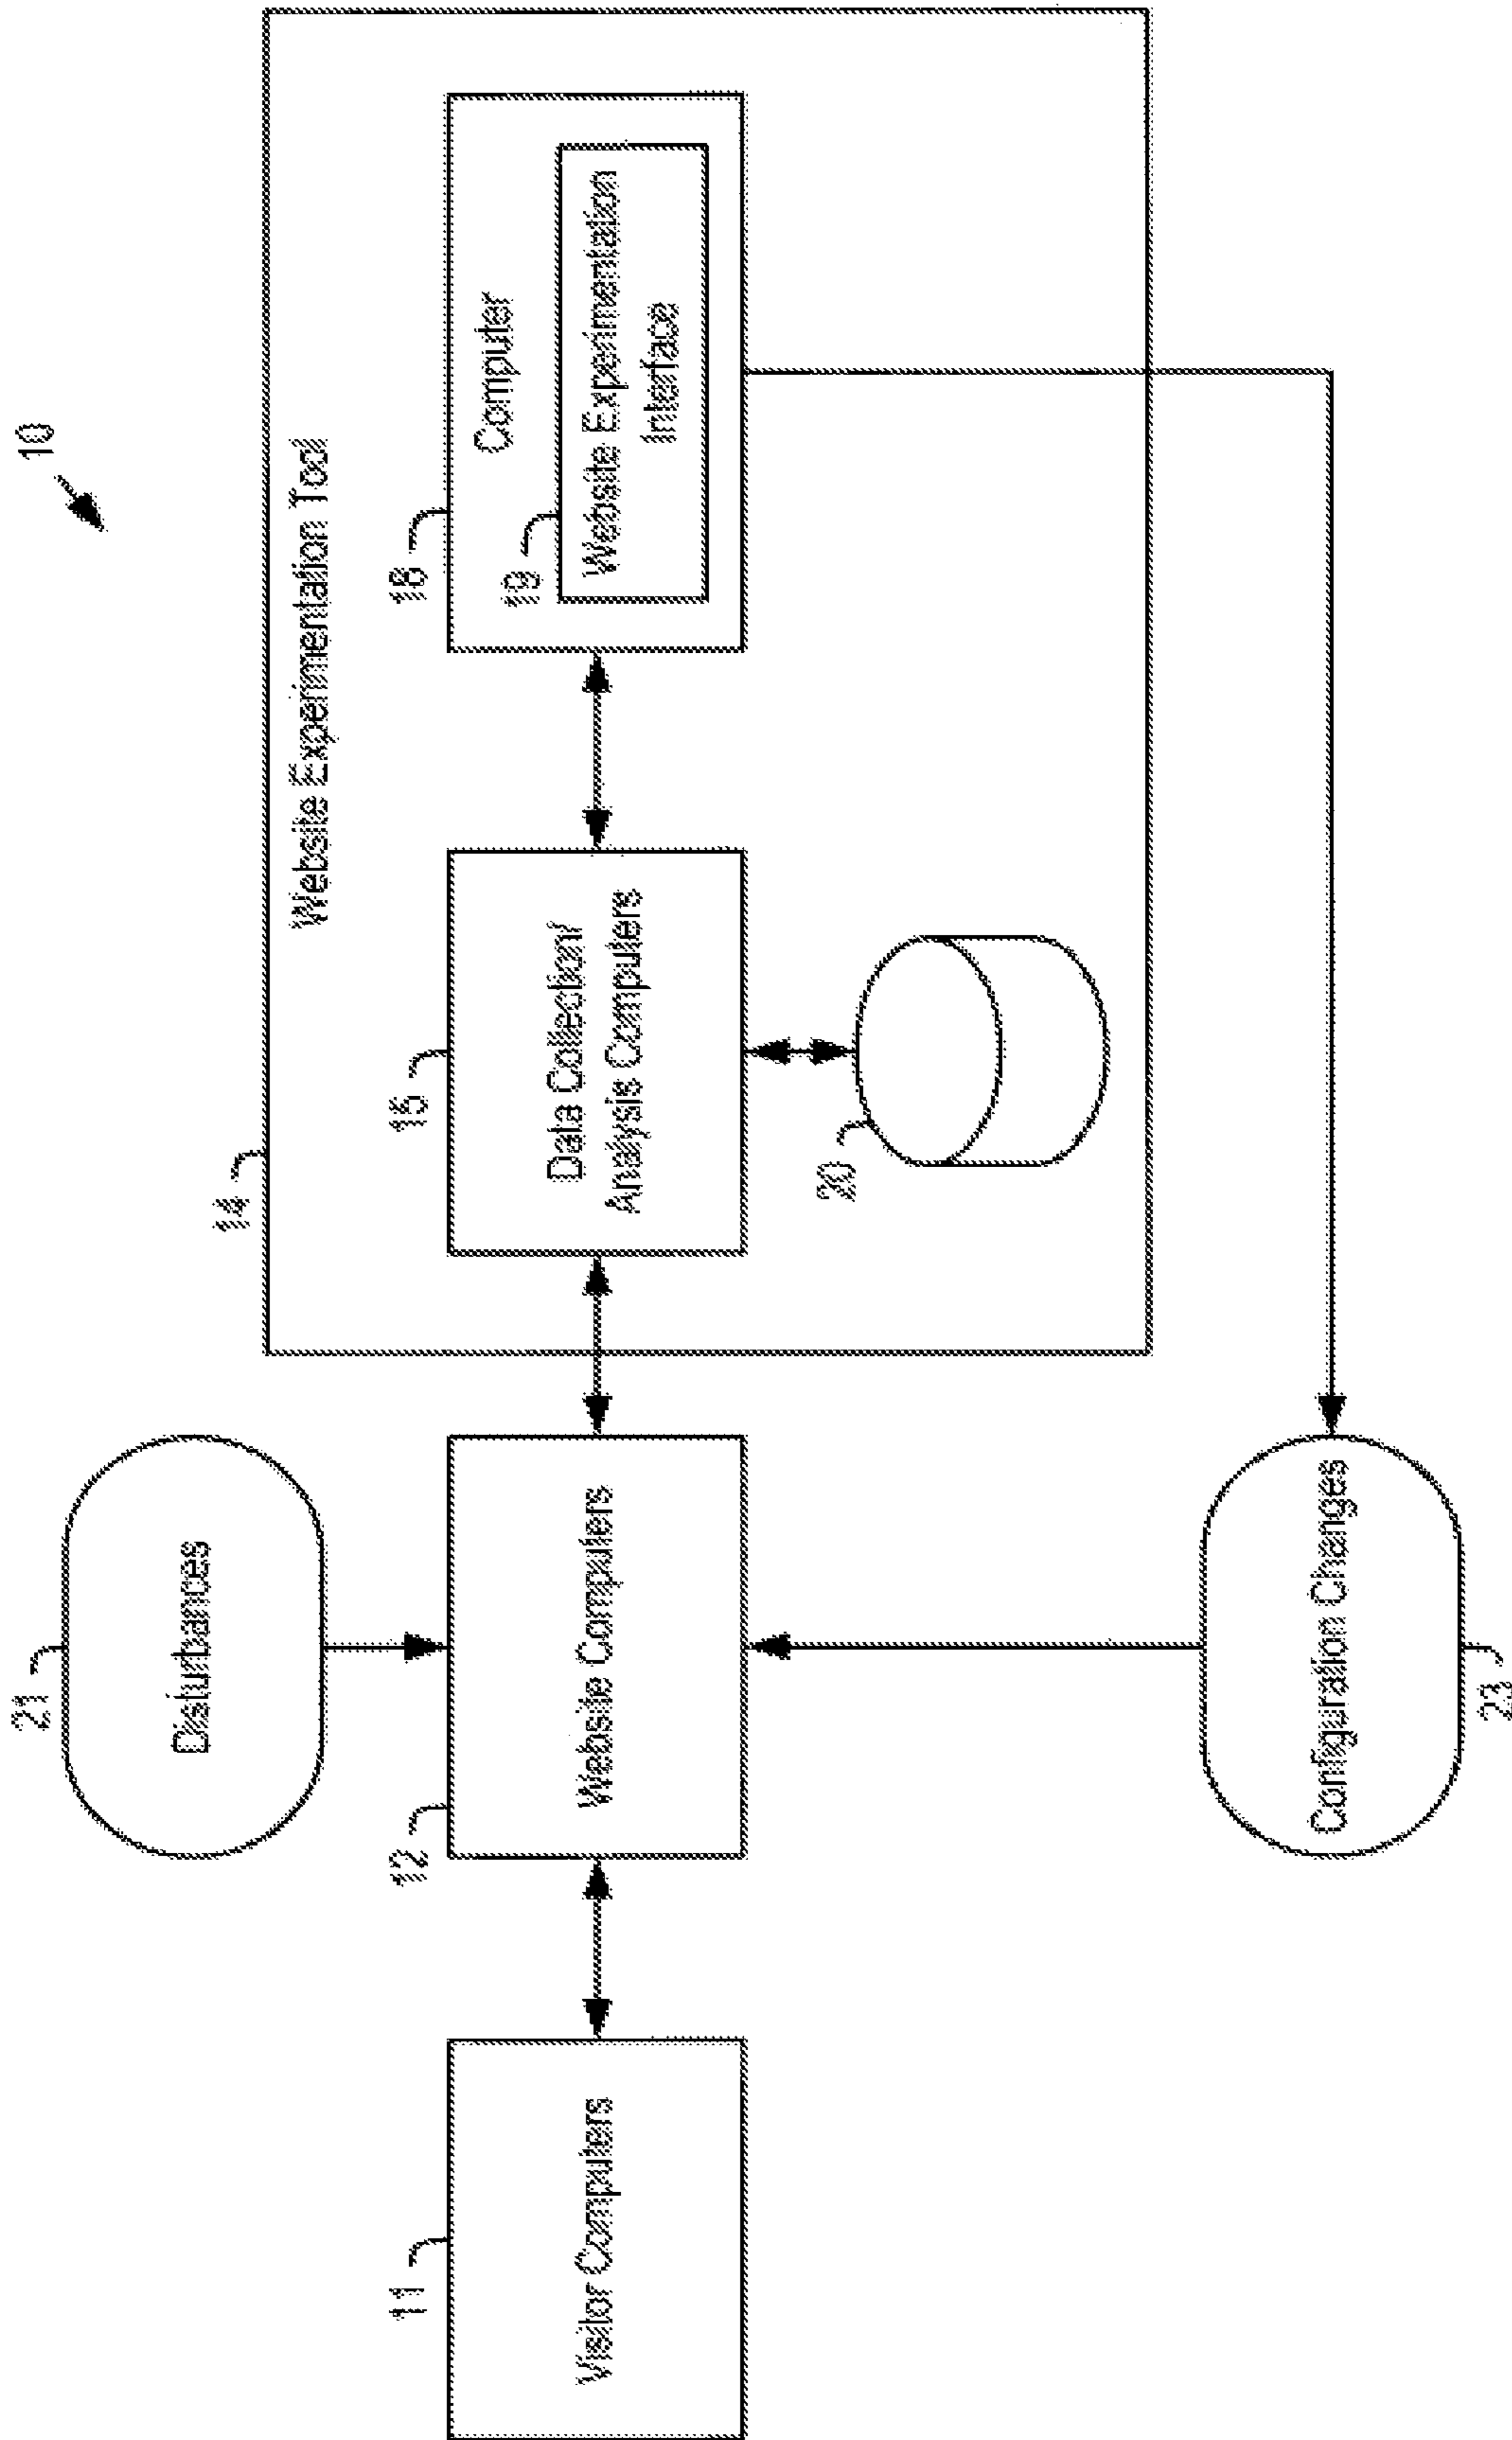 10
Website Experimentation Tool
14
21
Disturbances
11
Visitor Computers
12
Website Computers
16
Data Collection/
Analysis Computers
18
Computer
19
Website Experimentation
Interface
20
Configuration Changes
23